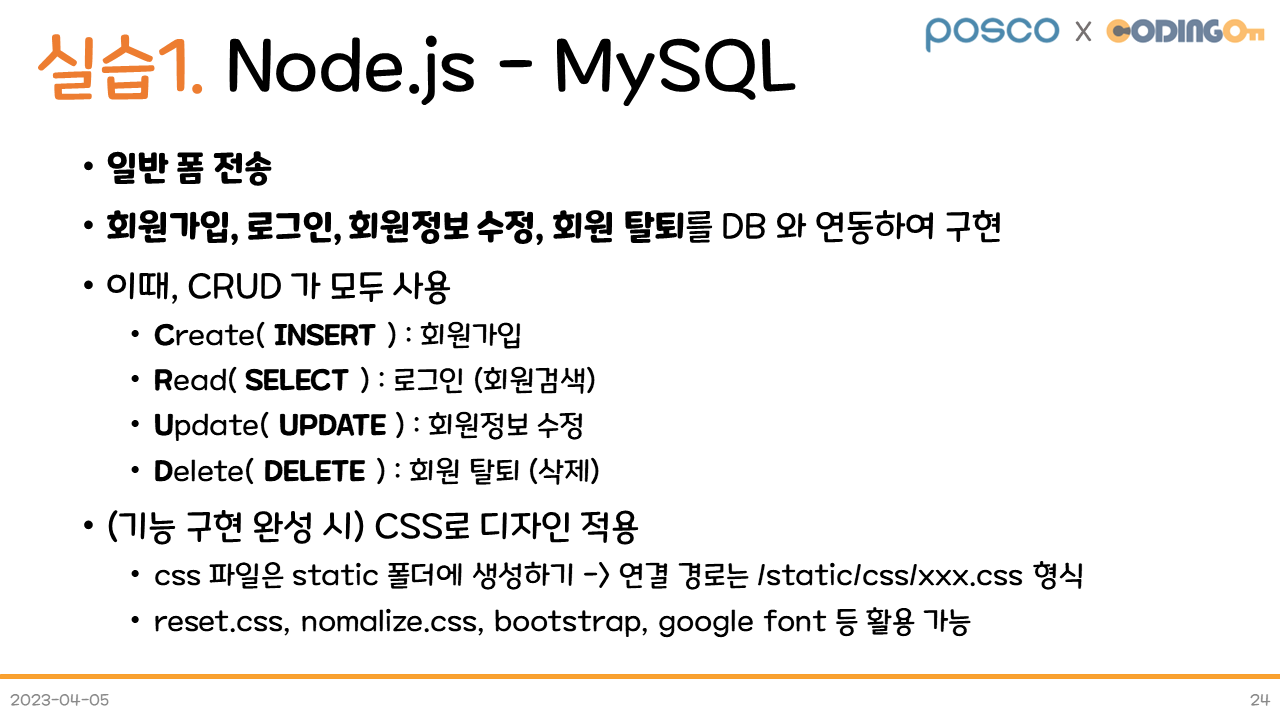 posco x CODINGOn
실습1. Node.js - MySQL
• 일반 폼 전송
• 회원가입, 로그인, 회원정보 수정, 회원 탈퇴를 DB 와 연동하여 구현
• 이때, CRUD 가 모두 사용
• Create( INSERT ) : 회원가입
• Read( SELECT ) : 로그인 (회원검색)
• Update( UPDATE ) : 회원정보 수정
• Delete( DELETE ) : 회원 탈퇴 (삭제)
• (기능 구현 완성 시) CSS로 디자인 적용
• css 파일은 static 폴더에 생성하기 -> 연결 경로는 /static/css/xxx.css 형식
• reset.css, nomalize.css, bootstrap, google font 등 활용 가능
2023-04-05
24